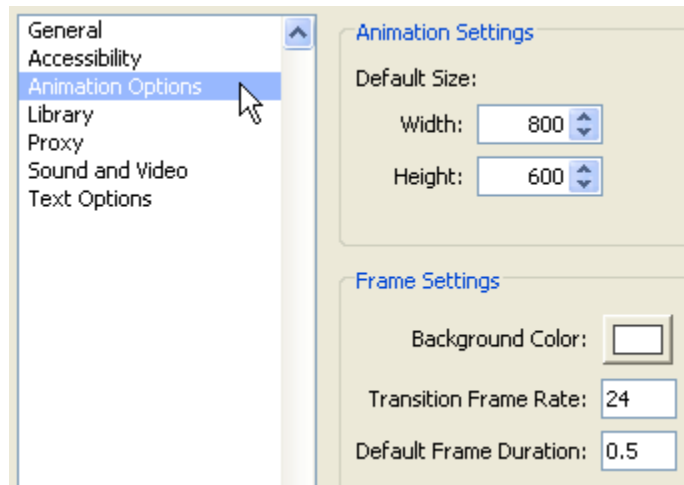 General
Accessibility
Animation Options
Library
Proxy
Sound and Video
Text Options
Animation Settings
Default Size:
Width: 800
Height: 600
Frame Settings
Background Color:
Transition Frame Rate: 24
Default Frame Duration: 0.5